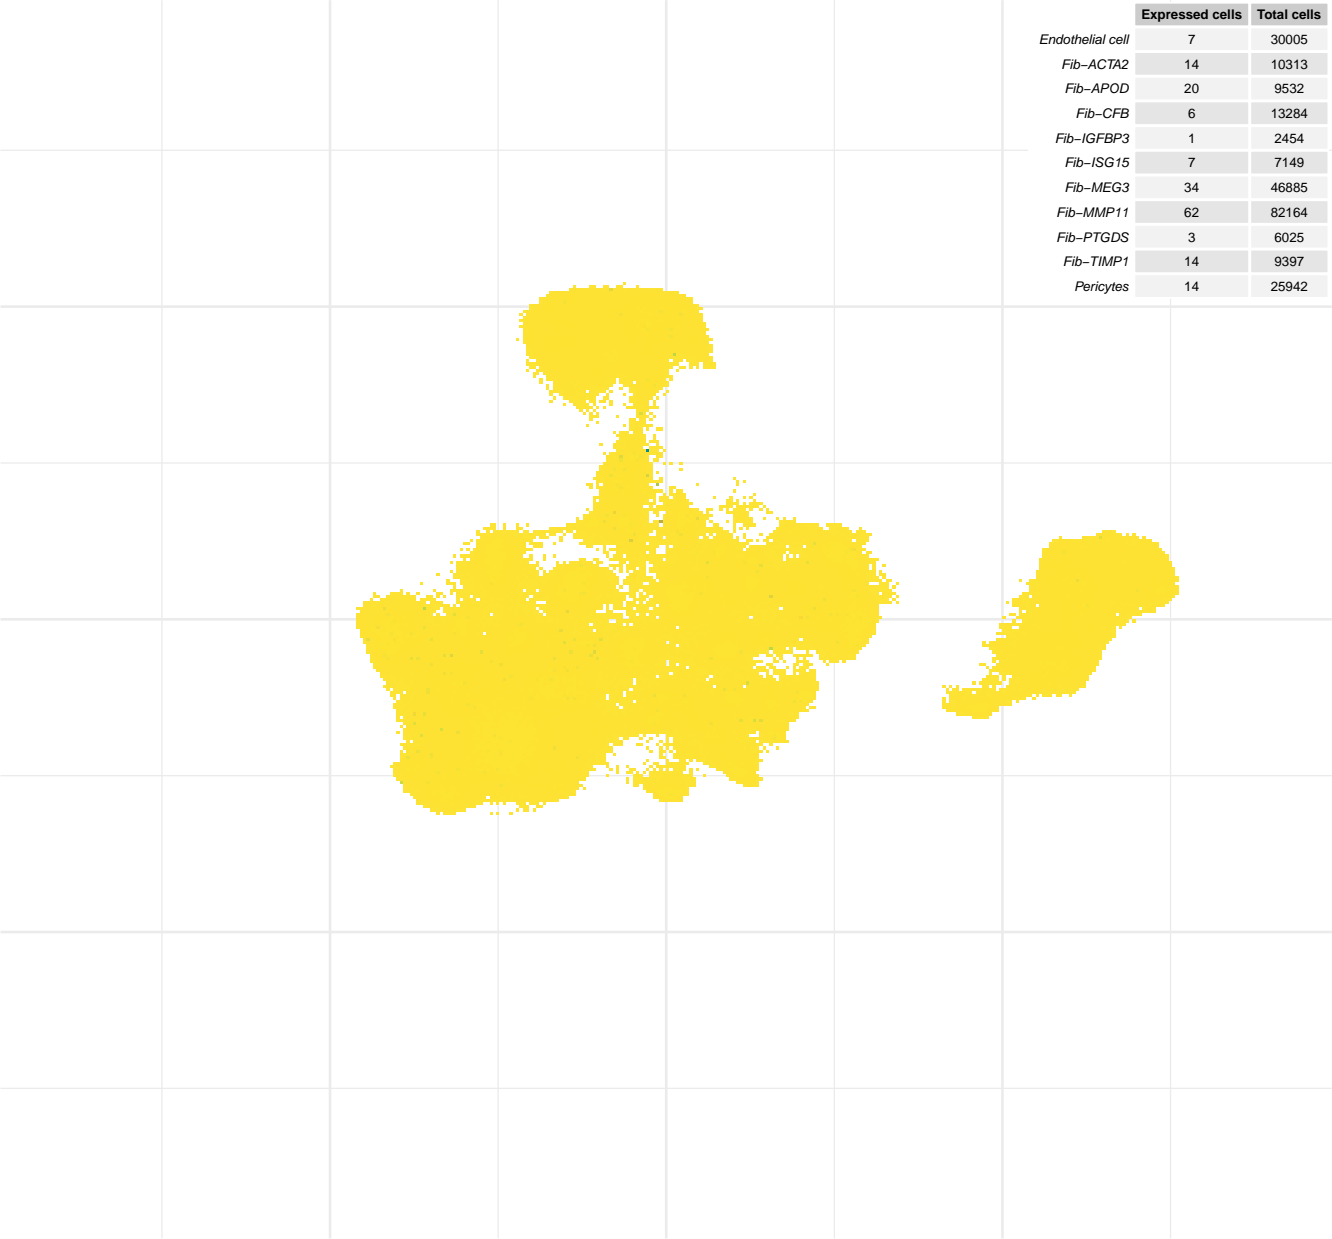 Expressed cells Total cells
Endothelial cell 7 30005
Fib−ACTA2 14 10313
Fib−APOD 20 9532
Fib−CFB 6 13284
Fib−IGFBP3 1 2454
Fib−ISG15 7 7149
Fib−MEG3 34 46885
Fib−MMP11 62 82164
Fib−PTGDS 3 6025
Fib−TIMP1 14 9397
Pericytes 14 25942